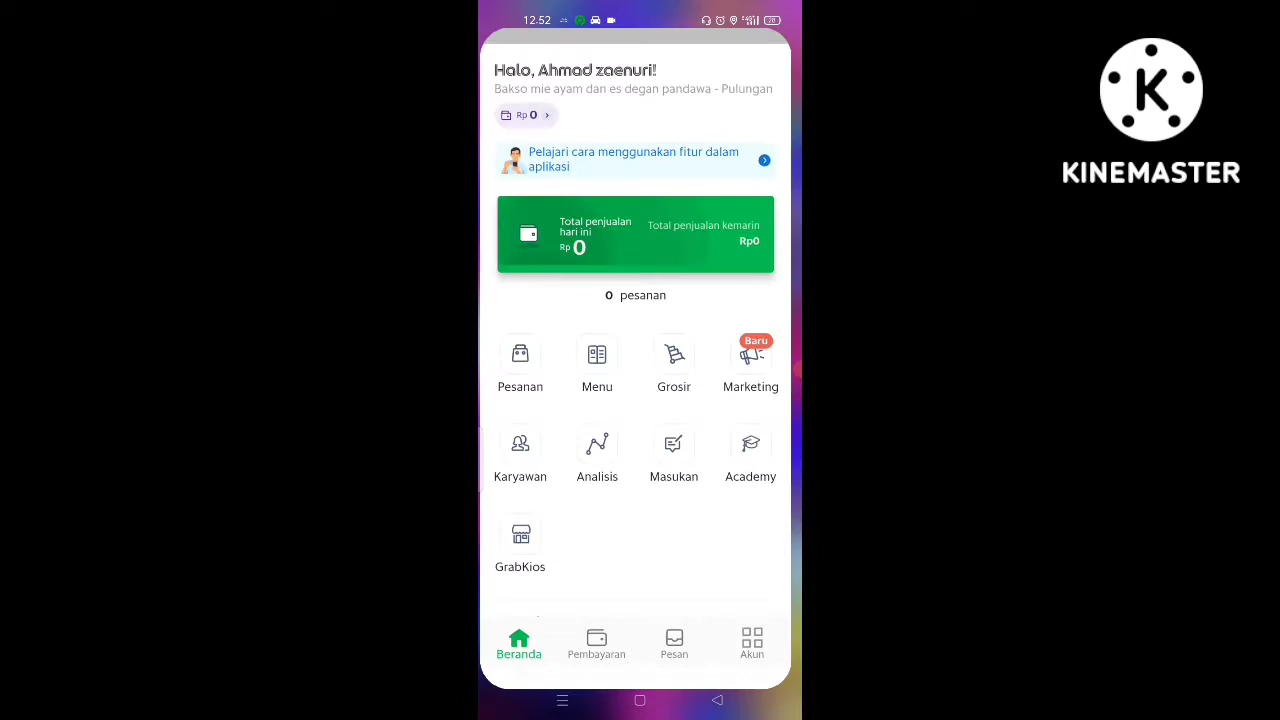 12.52
28
Halo, Ahmad zaenuri!
Bakso mie ayam dan es degan pandawa - Pulungan
Rp 0
Pelajari cara menggunakan fitur dalam
aplikasi
Total penjualan
hari ini
Rp 0
Total penjualan kemarin
Rp0
0 pesanan
Baru
Pesanan
Menu
Grosir
Marketing
Karyawan
Analisis
Masukan
Academy
GrabKios
Beranda
Pembayaran
Pesan
Akun
K
KINEMASTER